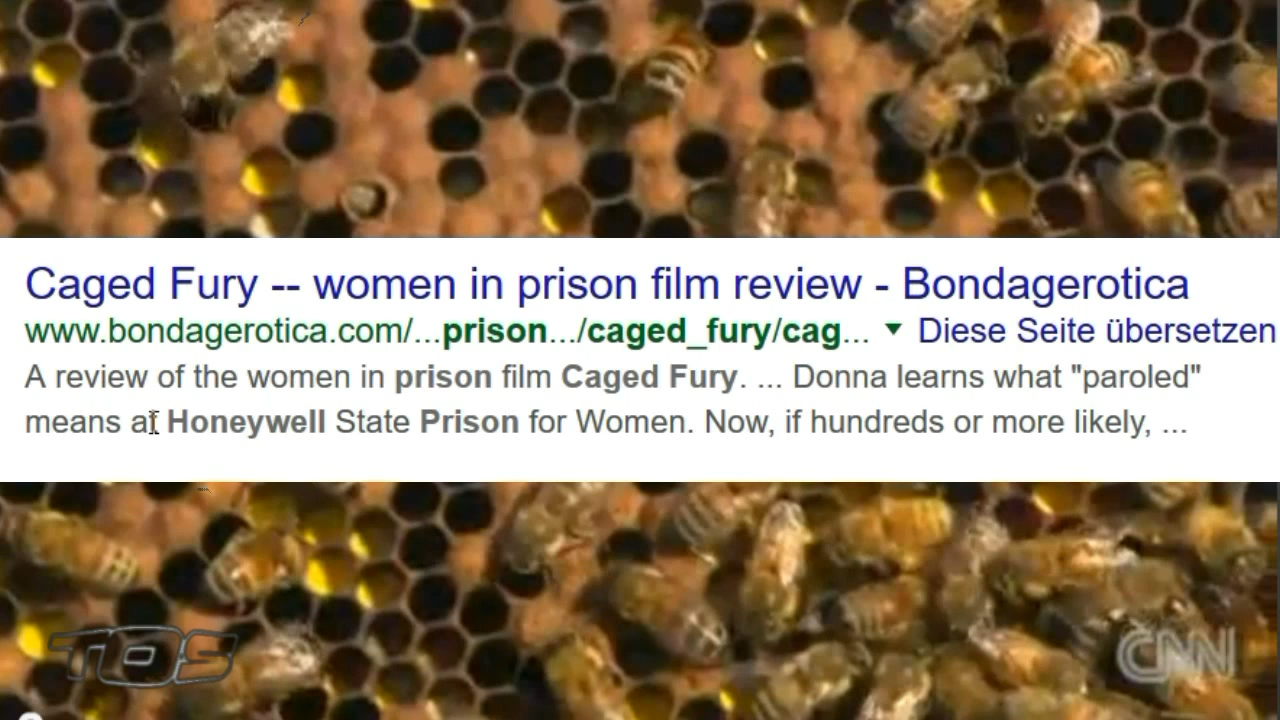 Caged Fury -- women in prison film review - Bondagerotica
www.bondagerotica.com/...prison.../caged_fury/cag... ▼ Diese Seite übersetzen
A review of the women in prison film Caged Fury. ... Donna learns what "paroled"
means at Honeywell State Prison for Women. Now, if hundreds or more likely, ...
TOS
CNN